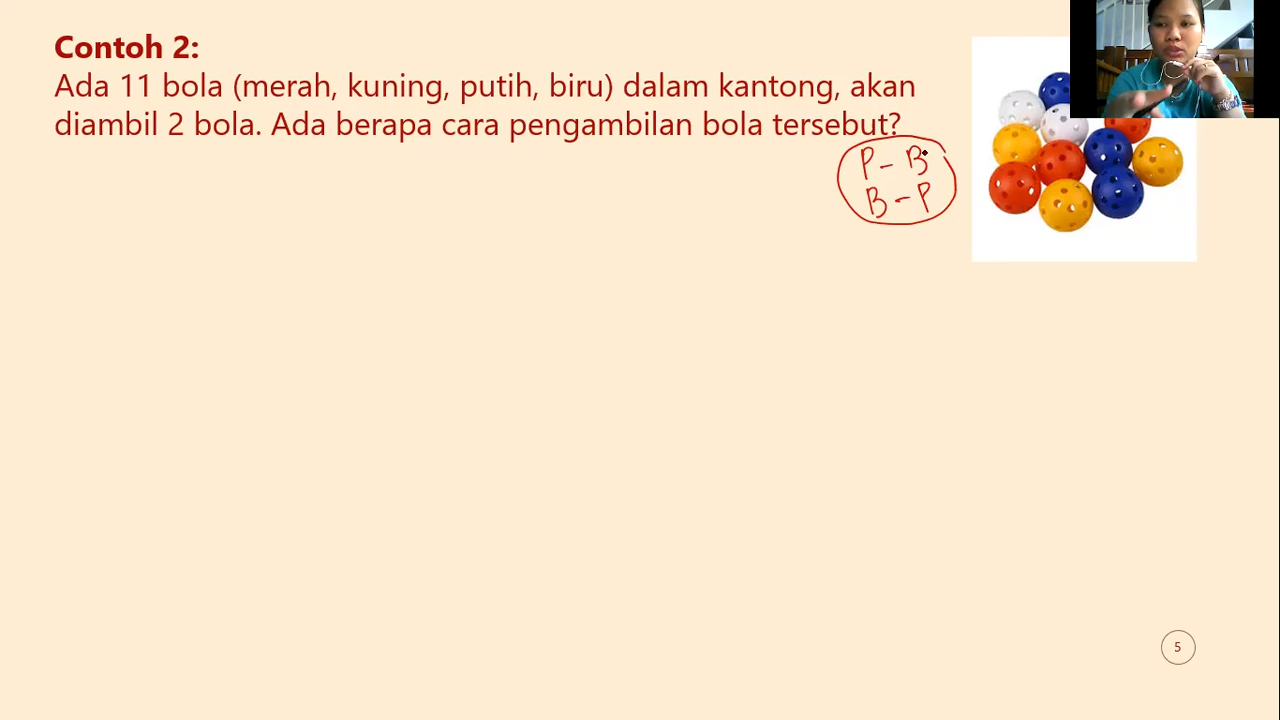 Contoh 2:
Ada 11 bola (merah, kuning, putih, biru) dalam kantong, akan
diambil 2 bola. Ada berapa cara pengambilan bola tersebut?
P - B
B - P
5